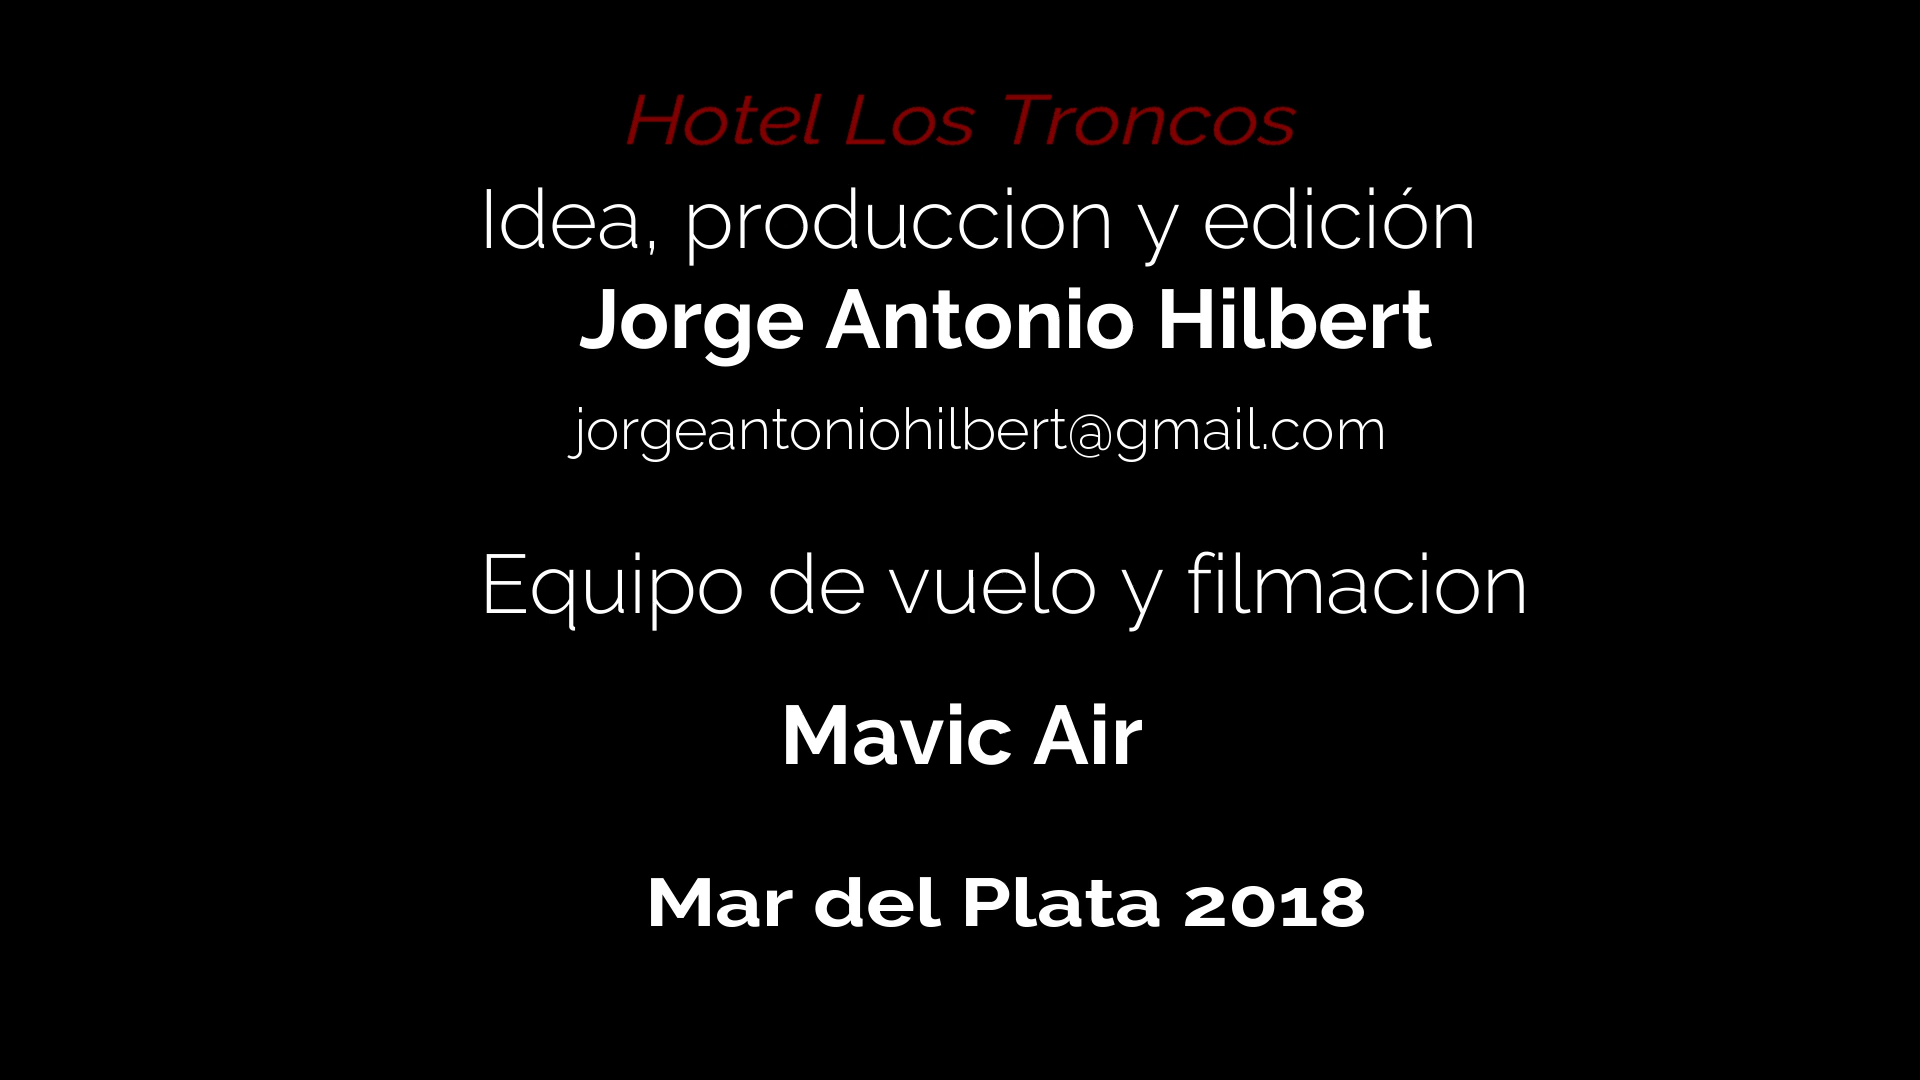 Hotel Los Troncos
Idea, produccion y edición
Jorge Antonio Hilbert
jorgeantoniohilbert@gmail.com
Equipo de vuelo y filmacion
Mavic Air
Mar del Plata 2018